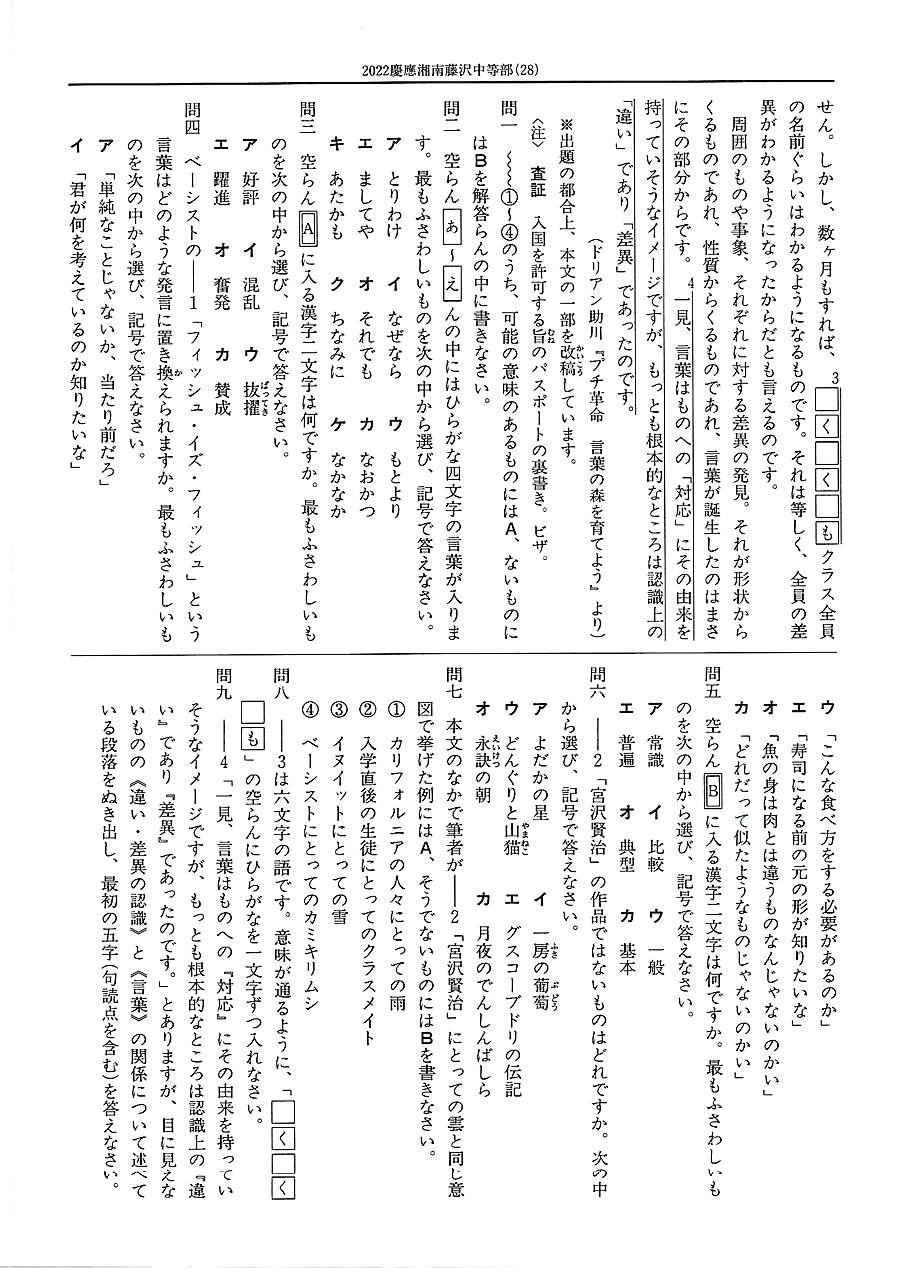 2022慶應湘南藤沢中等部(28)
せん。しかし、数ヶ月もすれば、3□く□く□もクラス全員
の名前ぐらいはわかるようになるものです。それは等しく、全員の差
異がわかるようになったからだとも言えるのです。
周囲のものや事象、それぞれに対する差異の発見。それが形状から
くるものであれ、性質からくるものであれ、言葉が誕生したのはまさ
にその部分からです。4一見、言葉はものへの「対応」にその由来を
持っていそうなイメージですが、もっとも根本的なところは認識上の
「違い」であり「差異」であったのです。
(ドリアン助川『プチ革命 言葉の森を育てよう』より)
※出題の都合上、本文の一部を改稿かいこうしています。
〈注〉 査証 入国を許可する旨むねのパスポートの裏書き。ビザ。
問一 〜〜①〜④のうち、可能の意味のあるものにはA、ないものに
はBを解答らんの中に書きなさい。
問二 空らんあ〜えんの中にはひらがな四文字の言葉が入りま
す。最もふさわしいものを次の中から選び、記号で答えなさい。
ア とりわけ イ なぜなら ウ もとより
エ ましてや オ それでも カ なおかつ
キ あたかも ク ちなみに ケ なかなか
問三 空らんAに入る漢字二文字は何ですか。最もふさわしいも
のを次の中から選び、記号で答えなさい。
ア 好評 イ 混乱 ウ 抜擢ばってき
エ 躍進 オ 奮発 カ 賛成
問四 ベーシストの――1「フィッシュ・イズ・フィッシュ」という
言葉はどのような発言に置き換かえられますか。最もふさわしいも
のを次の中から選び、記号で答えなさい。
ア 「単純なことじゃないか、当たり前だろ」
イ 「君が何を考えているのか知りたいな」
ウ 「こんな食べ方をする必要があるのか」
エ 「寿司になる前の元の形が知りたいな」
オ 「魚の身は肉とは違うものなんじゃないのかい」
カ 「どれだって似たようなものじゃないのかい」
問五 空らんBに入る漢字二文字は何ですか。最もふさわしいも
のを次の中から選び、記号で答えなさい。
ア 常識 イ 比較 ウ 一般
エ 普遍 オ 典型 カ 基本
問六 ――2「宮沢賢治」の作品ではないものはどれですか。次の中
から選び、記号で答えなさい。
ア よだかの星 イ 一房ふさの葡萄ぶどう
ウ どんぐりと山猫やまねこ エ グスコーブドリの伝記
オ 永訣えいけつの朝 カ 月夜のでんしんばしら
問七 本文のなかで筆者が――2「宮沢賢治」にとっての雲と同じ意
図で挙げた例にはA、そうでないものにはBを書きなさい。
① カリフォルニアの人々にとっての雨
② 入学直後の生徒にとってのクラスメイト
③ イヌイットにとっての雪
④ ベーシストにとってのカミキリムシ
問八 ――3は六文字の語です。意味が通るように、「□く□く
□も」の空らんにひらがなを一文字ずつ入れなさい。
問九 ――4「一見、言葉はものへの『対応』にその由来を持ってい
そうなイメージですが、もっとも根本的なところは認識上の『違
い』であり『差異』であったのです。」とありますが、目に見えな
いものの《違い・差異の認識》と《言葉》の関係について述べて
いる段落をぬき出し、最初の五字(句読点を含む)を答えなさい。